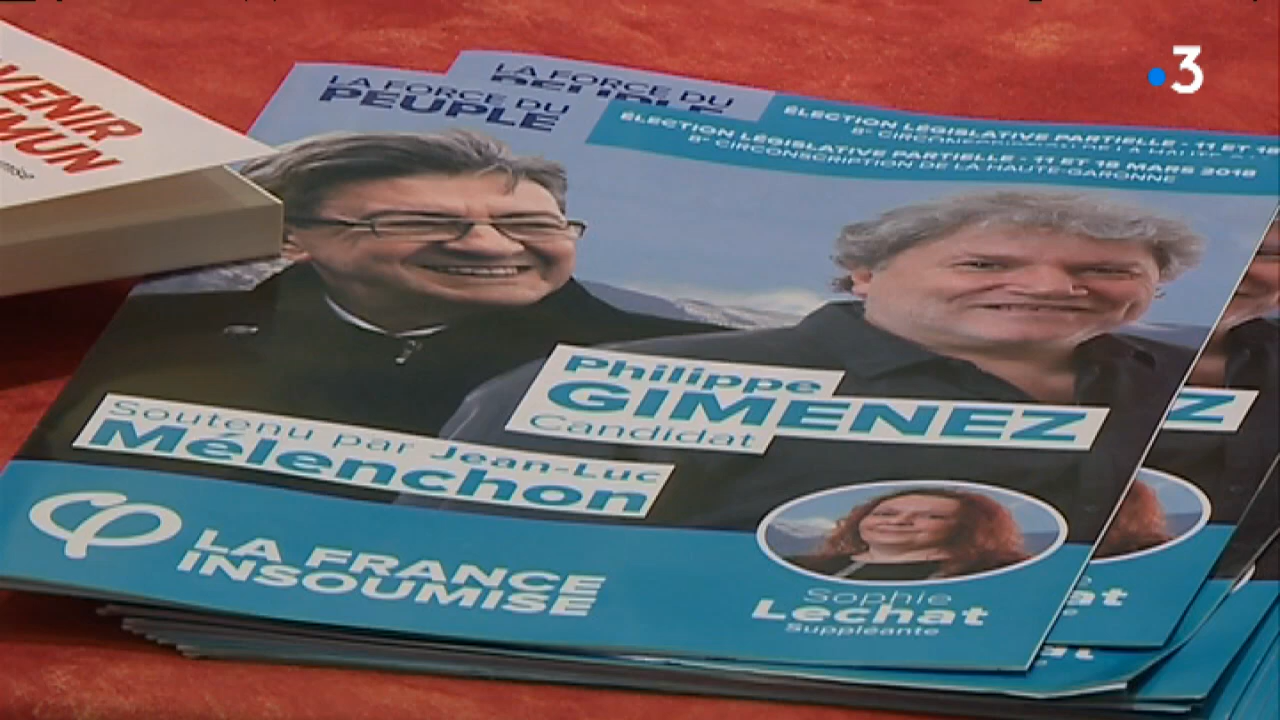 3
VENIR
MUN
LA FORCE DU
LA FORCE DU
PEUPLE
ÉLECTION LÉGISLATIVE PARTIELLE - 11 ET 18
ÉLECTION LÉGISLATIVE PARTIELLE - 11 ET 18 MARS 2018
8e CIRCONSCRIPTION DE LA HAUTE-GARONNE
Philippe
GIMENEZ
Candidat
Z
Soutenu par Jean-Luc
Mélenchon
LA FRANCE
INSOUMISE
Sophie
Lechat
Suppléante
at